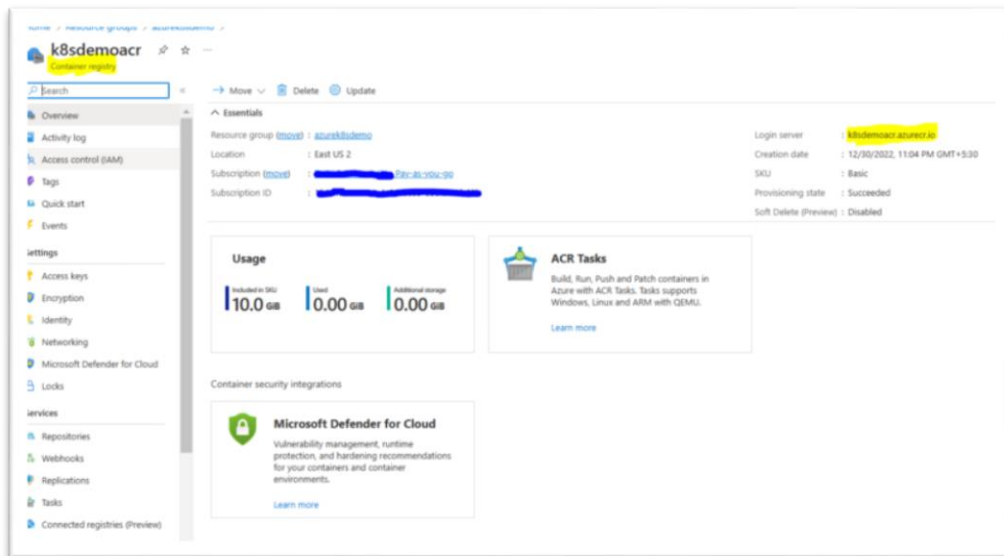 Home > Resource groups > azurek8sdemo >
k8sdemoacr
Container registry
Search
Overview
Activity log
Access control (IAM)
Tags
Quick start
Events
Settings
Access keys
Encryption
Identity
Networking
Microsoft Defender for Cloud
Locks
Services
Repositories
Webhooks
Replications
Tasks
Connected registries (Preview)
Move Delete Update
Essentials
Resource group (move) : azurek8sdemo
Location : East US 2
Subscription (move) : Pay-as-you-go
Subscription ID :
Login server : k8sdemoacr.azurecr.io
Creation date : 12/30/2022, 11:04 PM GMT+5:30
SKU : Basic
Provisioning state : Succeeded
Soft Delete (Preview) : Disabled
Usage
Included in SKU
10.0 GiB
Used
0.00 GiB
Additional storage
0.00 GiB
ACR Tasks
Build, Run, Push and Patch containers in
Azure with ACR Tasks. Tasks supports
Windows, Linux and ARM with QEMU.
Learn more
Container security integrations
Microsoft Defender for Cloud
Vulnerability management, runtime
protection, and hardening recommendations
for your containers and container
environments.
Learn more